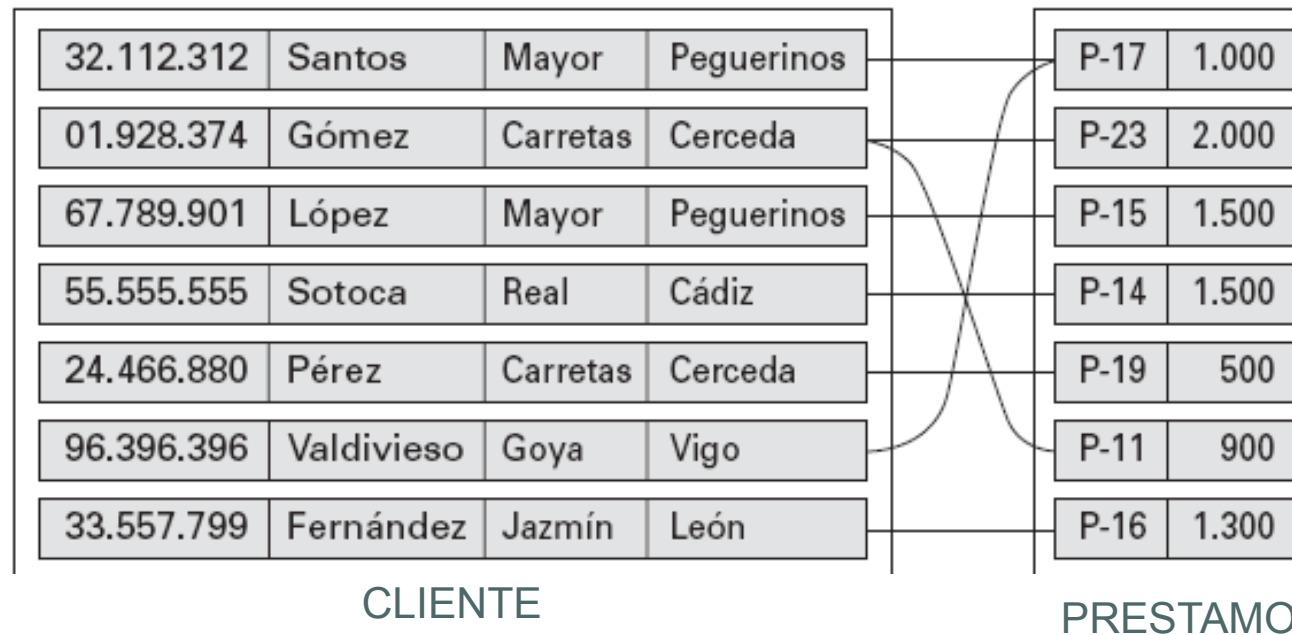 32.112.312 Santos Mayor Peguerinos P-17 1.000
01.928.374 Gómez Carretas Cerceda P-23 2.000
67.789.901 López Mayor Peguerinos P-15 1.500
55.555.555 Sotoca Real Cádiz P-14 1.500
24.466.880 Pérez Carretas Cerceda P-19 500
96.396.396 Valdivieso Goya Vigo P-11 900
33.557.799 Fernández Jazmín León P-16 1.300
CLIENTE PRESTAMO